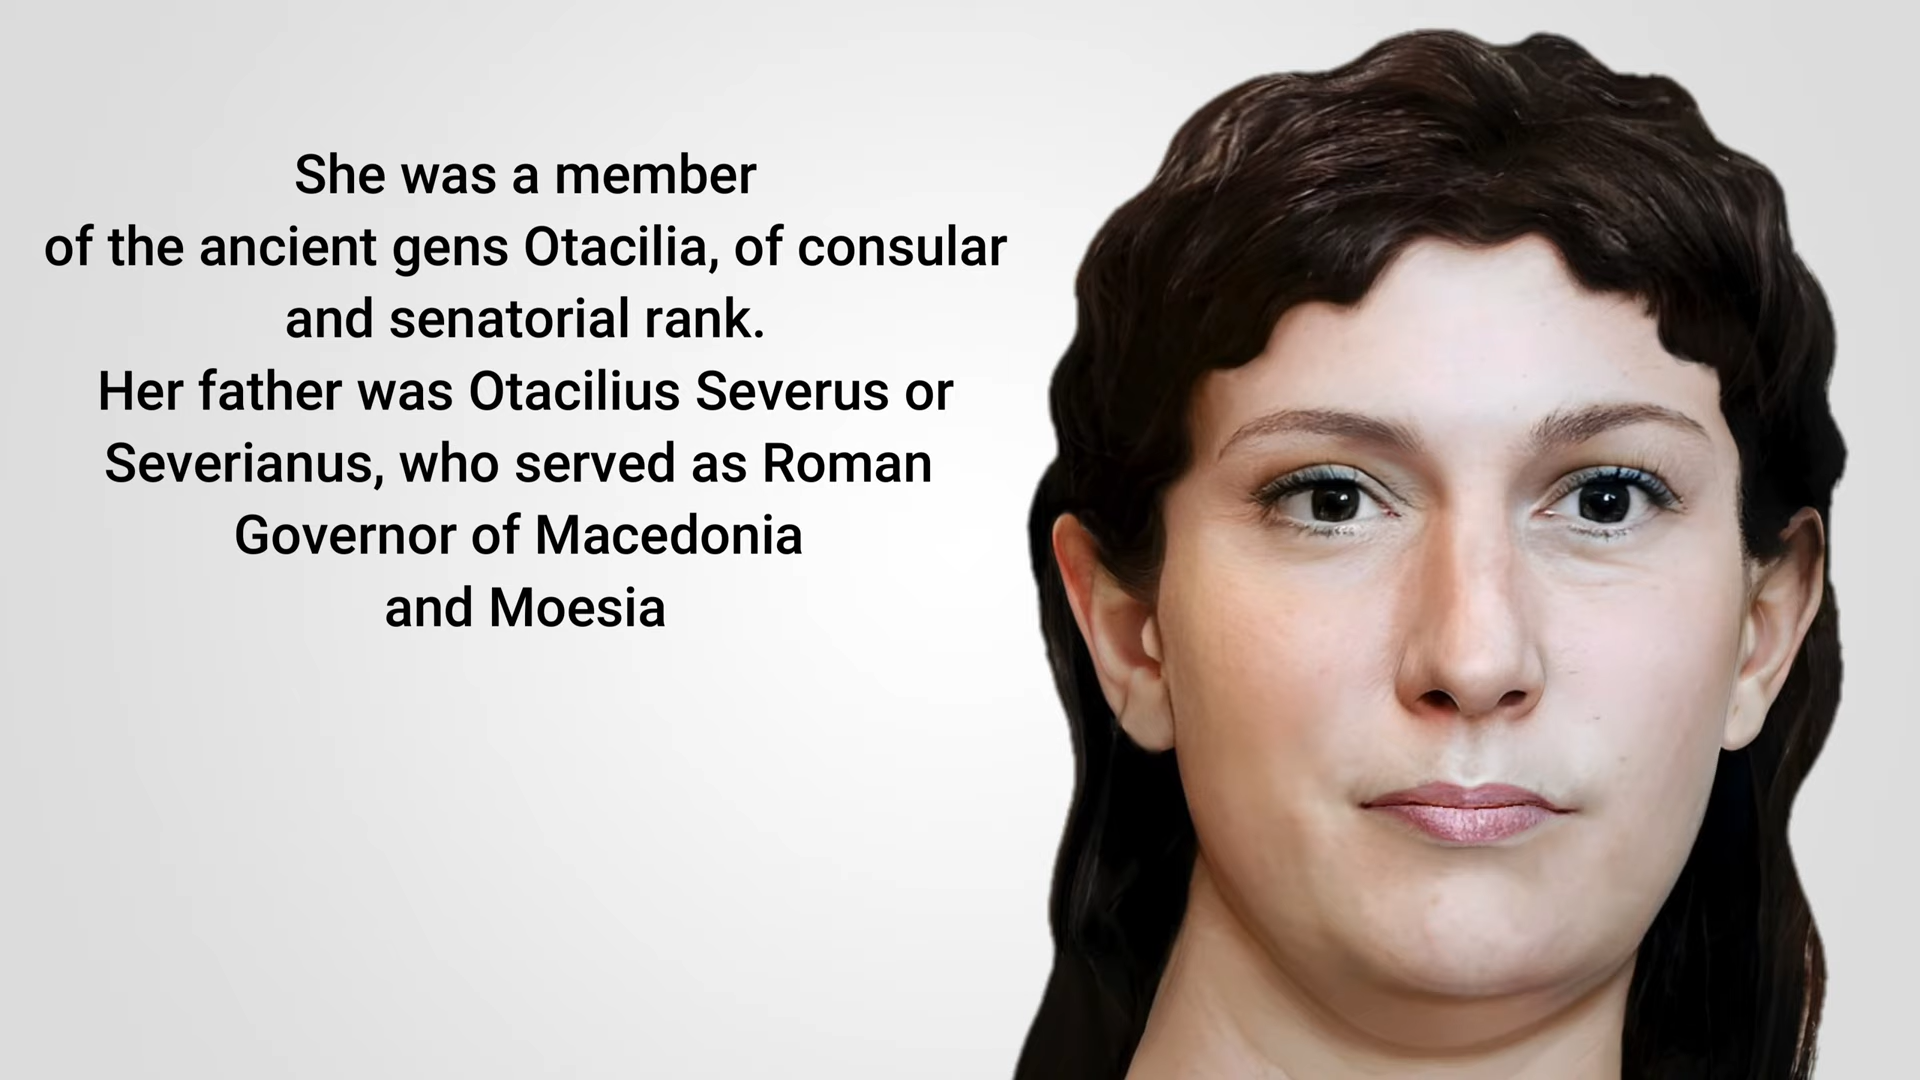 She was a member
of the ancient gens Otacilia, of consular
and senatorial rank.
Her father was Otacilius Severus or
Severianus, who served as Roman
Governor of Macedonia
and Moesia